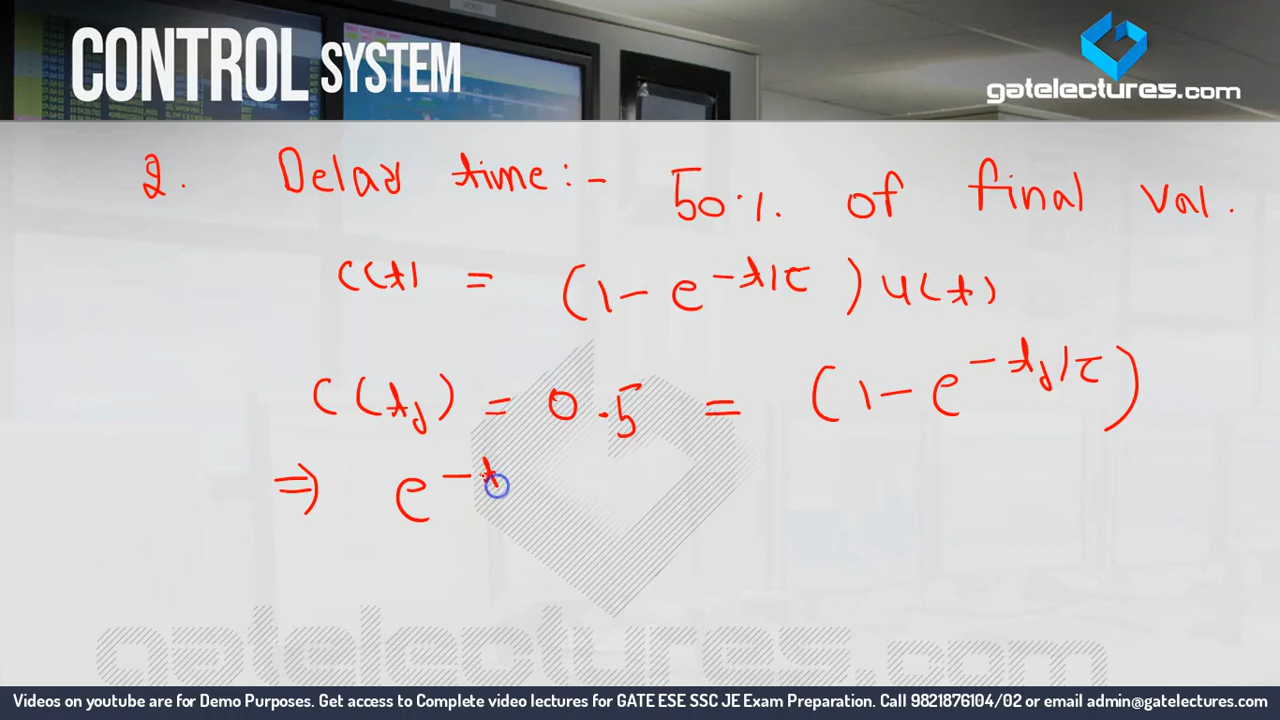 CONTROL SYSTEM
gatelectures.com
2. Delay time :- 50% of final val.
c(t) = (1 - e^{-t/τ}) u(t)
c(t_d) = 0.5 = (1 - e^{-t_d/τ})
⇒ e^{-t
gatelectures.com
Videos on youtube are for Demo Purposes. Get access to Complete video lectures for GATE ESE SSC JE Exam Preparation. Call 9821876104/02 or email admin@gatelectures.com